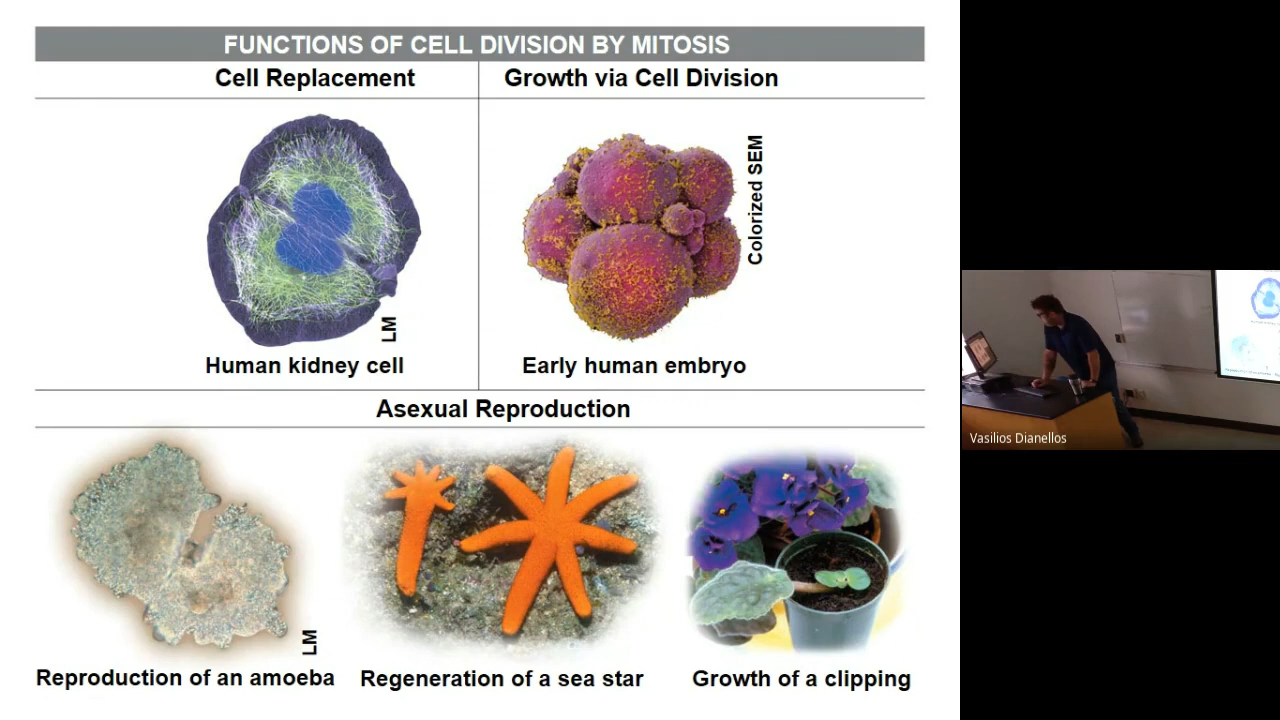 FUNCTIONS OF CELL DIVISION BY MITOSIS
Cell Replacement
Growth via Cell Division
LM
Human kidney cell
Colorized SEM
Early human embryo
Asexual Reproduction
LM
Reproduction of an amoeba
Regeneration of a sea star
Growth of a clipping
Vasilios Dianellos